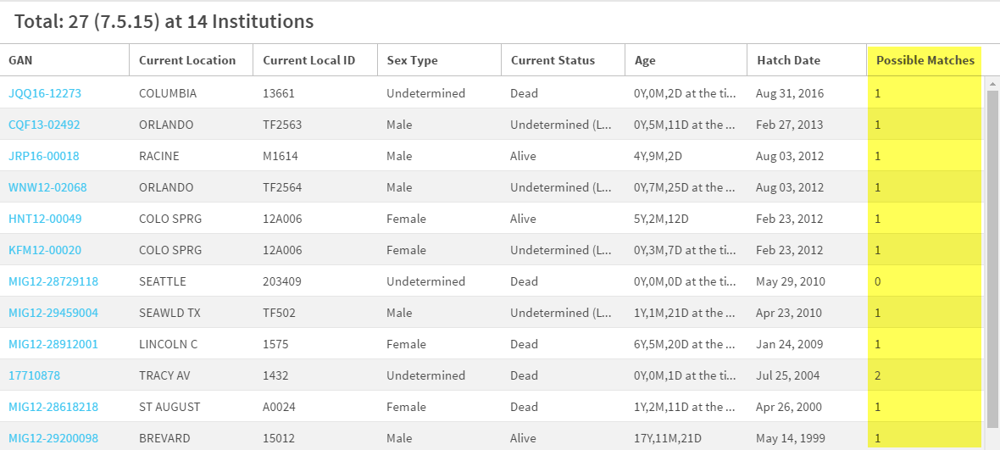 Total: 27 (7.5.15) at 14 Institutions
GAN Current Location Current Local ID Sex Type Current Status Age Hatch Date Possible Matches
JQQ16-12273 COLUMBIA 13661 Undetermined Dead 0Y,0M,2D at the ti... Aug 31, 2016 1
CQF13-02492 ORLANDO TF2563 Male Undetermined (L... 0Y,5M,11D at the ... Feb 27, 2013 1
JRP16-00018 RACINE M1614 Male Alive 4Y,9M,2D Aug 03, 2012 1
WNW12-02068 ORLANDO TF2564 Male Undetermined (L... 0Y,7M,25D at the ... Aug 03, 2012 1
HNT12-00049 COLO SPRG 12A006 Female Alive 5Y,2M,12D Feb 23, 2012 1
KFM12-00020 COLO SPRG 12A006 Female Undetermined (L... 0Y,3M,7D at the ti... Feb 23, 2012 1
MIG12-28729118 SEATTLE 203409 Undetermined Dead 0Y,0M,0D at the ti... May 29, 2010 0
MIG12-29459004 SEAWLD TX TF502 Male Undetermined (L... 1Y,1M,21D at the ... Apr 23, 2010 1
MIG12-28912001 LINCOLN C 1575 Female Dead 6Y,5M,20D at the ... Jan 24, 2009 1
17710878 TRACY AV 1432 Undetermined Dead 0Y,0M,1D at the ti... Jul 25, 2004 2
MIG12-28618218 ST AUGUST A0024 Female Dead 1Y,2M,11D at the ... Apr 26, 2000 1
MIG12-29200098 BREVARD 15012 Male Alive 17Y,11M,21D May 14, 1999 1